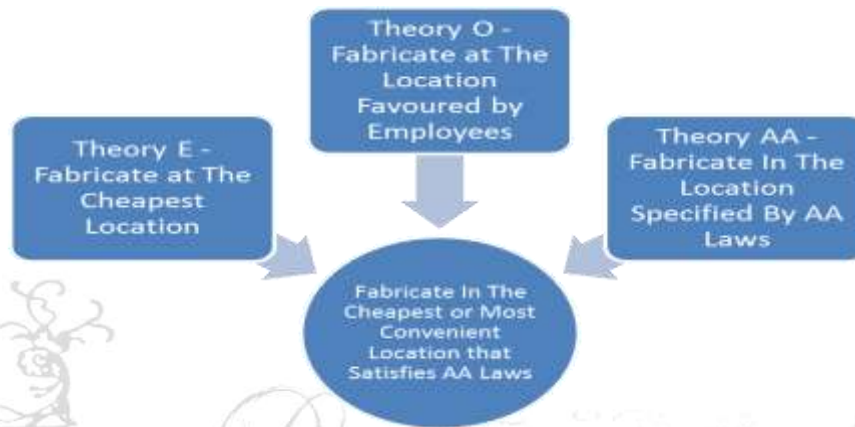 Theory O -
Fabricate at The
Location
Favoured by
Employees
Theory E -
Fabricate at The
Cheapest
Location
Theory AA -
Fabricate In The
Location
Specified By AA
Laws
Fabricate In The
Cheapest or Most
Convenient
Location that
Satisfies AA Laws